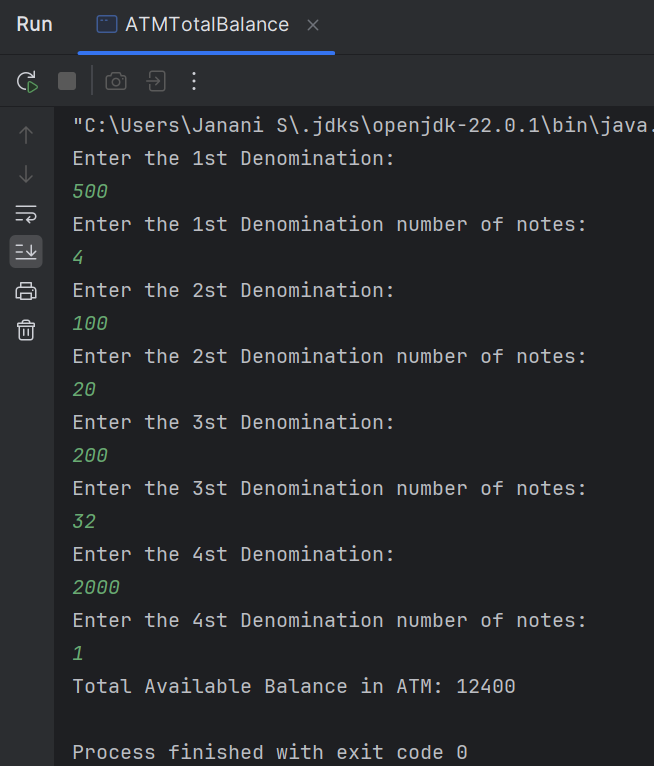 Run ATMTotalBalance
"C:\Users\Janani S\.jdks\openjdk-22.0.1\bin\java.
Enter the 1st Denomination:
500
Enter the 1st Denomination number of notes:
4
Enter the 2st Denomination:
100
Enter the 2st Denomination number of notes:
20
Enter the 3st Denomination:
200
Enter the 3st Denomination number of notes:
32
Enter the 4st Denomination:
2000
Enter the 4st Denomination number of notes:
1
Total Available Balance in ATM: 12400
Process finished with exit code 0